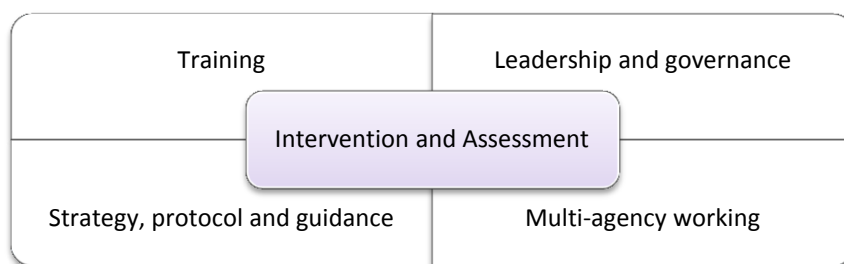 Training
Leadership and governance
Intervention and Assessment
Strategy, protocol and guidance
Multi-agency working